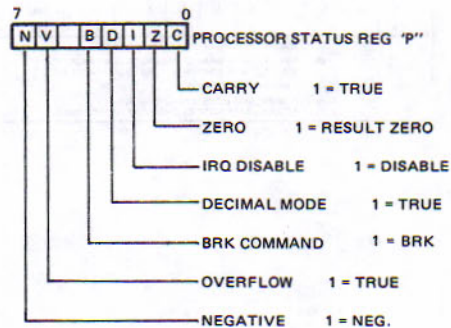 7 0
N V B D I Z C PROCESSOR STATUS REG 'P"
CARRY 1 = TRUE
ZERO 1 = RESULT ZERO
IRQ DISABLE 1 = DISABLE
DECIMAL MODE 1 = TRUE
BRK COMMAND 1 = BRK
OVERFLOW 1 = TRUE
NEGATIVE 1 = NEG.